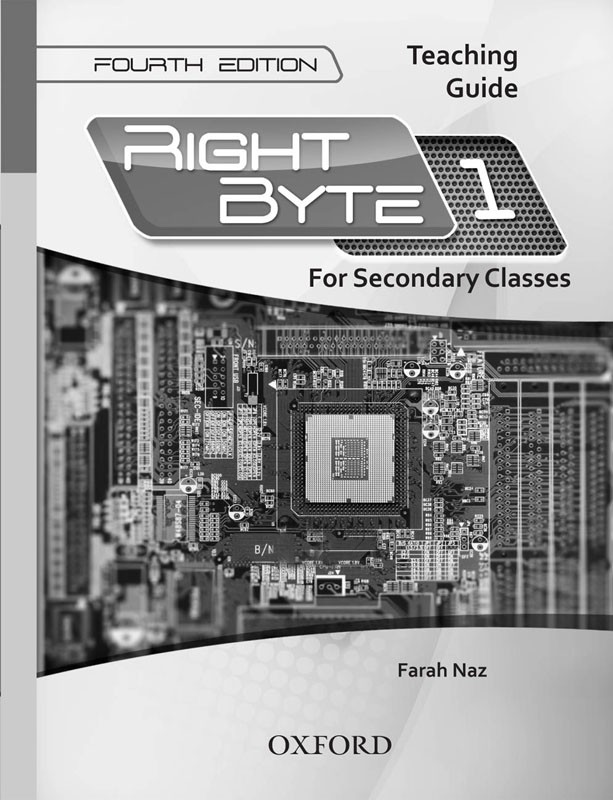 FOURTH EDITION
Teaching
Guide
RIGHT
BYTE
1
For Secondary Classes
S/N
B/N
Farah Naz
OXFORD